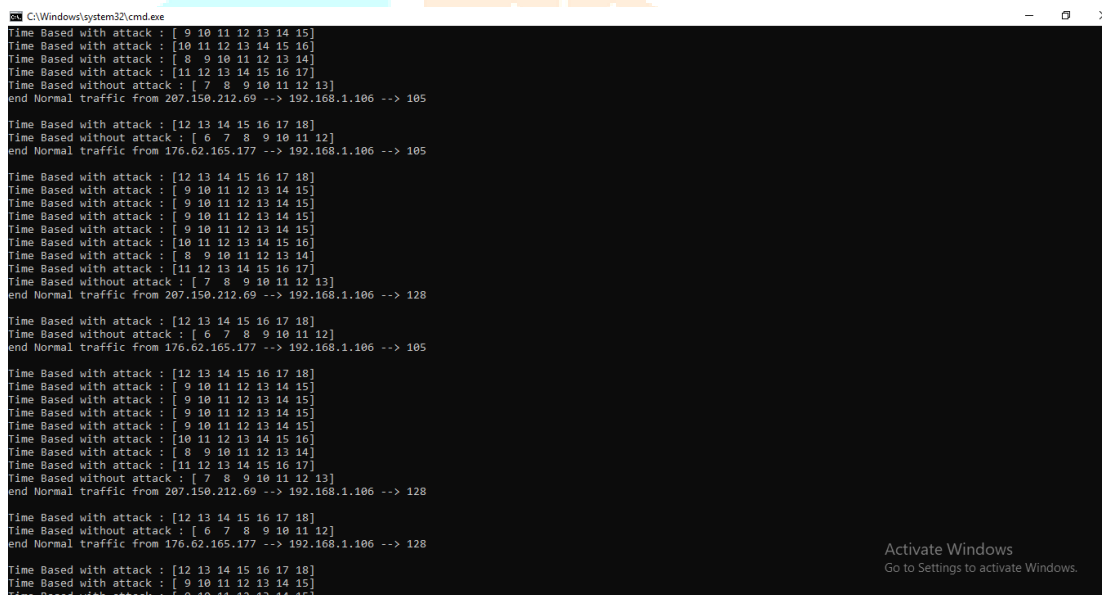 C:\Windows\system32\cmd.exe
Time Based with attack : [ 9 10 11 12 13 14 15]
Time Based with attack : [10 11 12 13 14 15 16]
Time Based with attack : [ 8  9 10 11 12 13 14]
Time Based with attack : [11 12 13 14 15 16 17]
Time Based without attack : [ 7  8  9 10 11 12 13]
end Normal traffic from 207.150.212.69 --> 192.168.1.106 --> 105
Time Based with attack : [12 13 14 15 16 17 18]
Time Based without attack : [ 6  7  8  9 10 11 12]
end Normal traffic from 176.62.165.177 --> 192.168.1.106 --> 105
Time Based with attack : [12 13 14 15 16 17 18]
Time Based with attack : [ 9 10 11 12 13 14 15]
Time Based with attack : [ 9 10 11 12 13 14 15]
Time Based with attack : [ 9 10 11 12 13 14 15]
Time Based with attack : [ 9 10 11 12 13 14 15]
Time Based with attack : [10 11 12 13 14 15 16]
Time Based with attack : [ 8  9 10 11 12 13 14]
Time Based with attack : [11 12 13 14 15 16 17]
Time Based without attack : [ 7  8  9 10 11 12 13]
end Normal traffic from 207.150.212.69 --> 192.168.1.106 --> 128
Time Based with attack : [12 13 14 15 16 17 18]
Time Based without attack : [ 6  7  8  9 10 11 12]
end Normal traffic from 176.62.165.177 --> 192.168.1.106 --> 105
Time Based with attack : [12 13 14 15 16 17 18]
Time Based with attack : [ 9 10 11 12 13 14 15]
Time Based with attack : [ 9 10 11 12 13 14 15]
Time Based with attack : [ 9 10 11 12 13 14 15]
Time Based with attack : [ 9 10 11 12 13 14 15]
Time Based with attack : [10 11 12 13 14 15 16]
Time Based with attack : [ 8  9 10 11 12 13 14]
Time Based with attack : [11 12 13 14 15 16 17]
Time Based without attack : [ 7  8  9 10 11 12 13]
end Normal traffic from 207.150.212.69 --> 192.168.1.106 --> 128
Time Based with attack : [12 13 14 15 16 17 18]
Time Based without attack : [ 6  7  8  9 10 11 12]
end Normal traffic from 176.62.165.177 --> 192.168.1.106 --> 128
Time Based with attack : [12 13 14 15 16 17 18]
Time Based with attack : [ 9 10 11 12 13 14 15]
Time Based with attack : [ 9 10 11 12 13 14 15]
Activate Windows
Go to Settings to activate Windows.